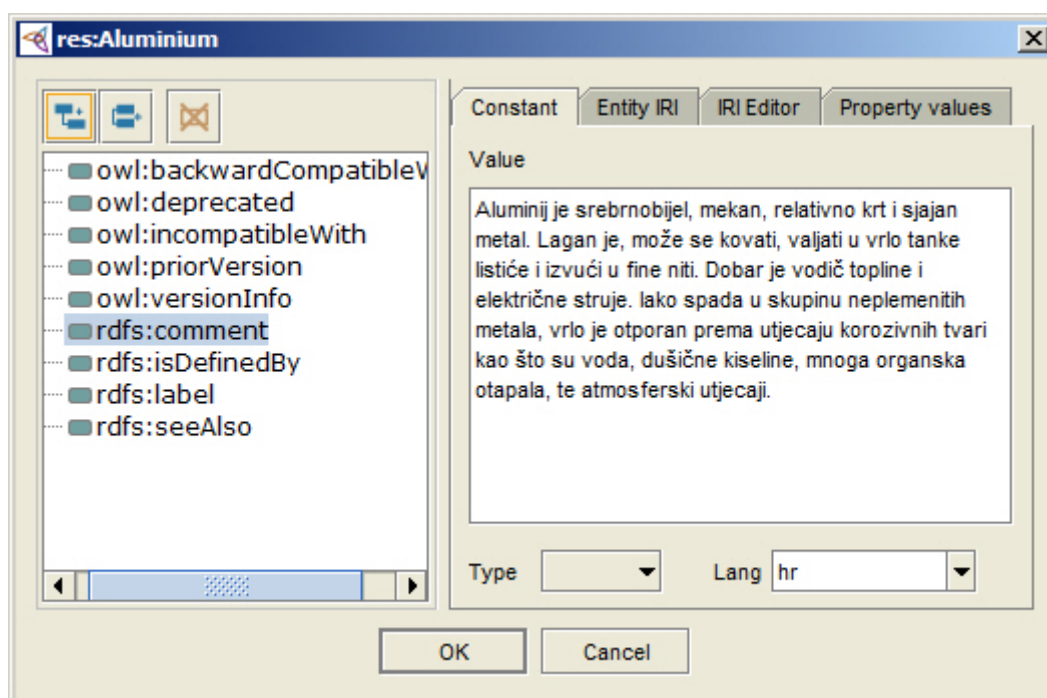 res:Aluminium
owl:backwardCompatibleW
owl:deprecated
owl:incompatibleWith
owl:priorVersion
owl:versionInfo
rdfs:comment
rdfs:isDefinedBy
rdfs:label
rdfs:seeAlso
Constant
Entity IRI
IRI Editor
Property values
Value
Aluminij je srebrnobijel, mekan, relativno krt i sjajan
metal. Lagan je, može se kovati, valjati u vrlo tanke
listiće i izvući u fine niti. Dobar je vodič topline i
električne struje. Iako spada u skupinu neplemenitih
metala, vrlo je otporan prema utjecaju korozivnih tvari
kao što su voda, dušične kiseline, mnoga organska
otapala, te atmosferski utjecaji.
Type
Lang hr
OK
Cancel